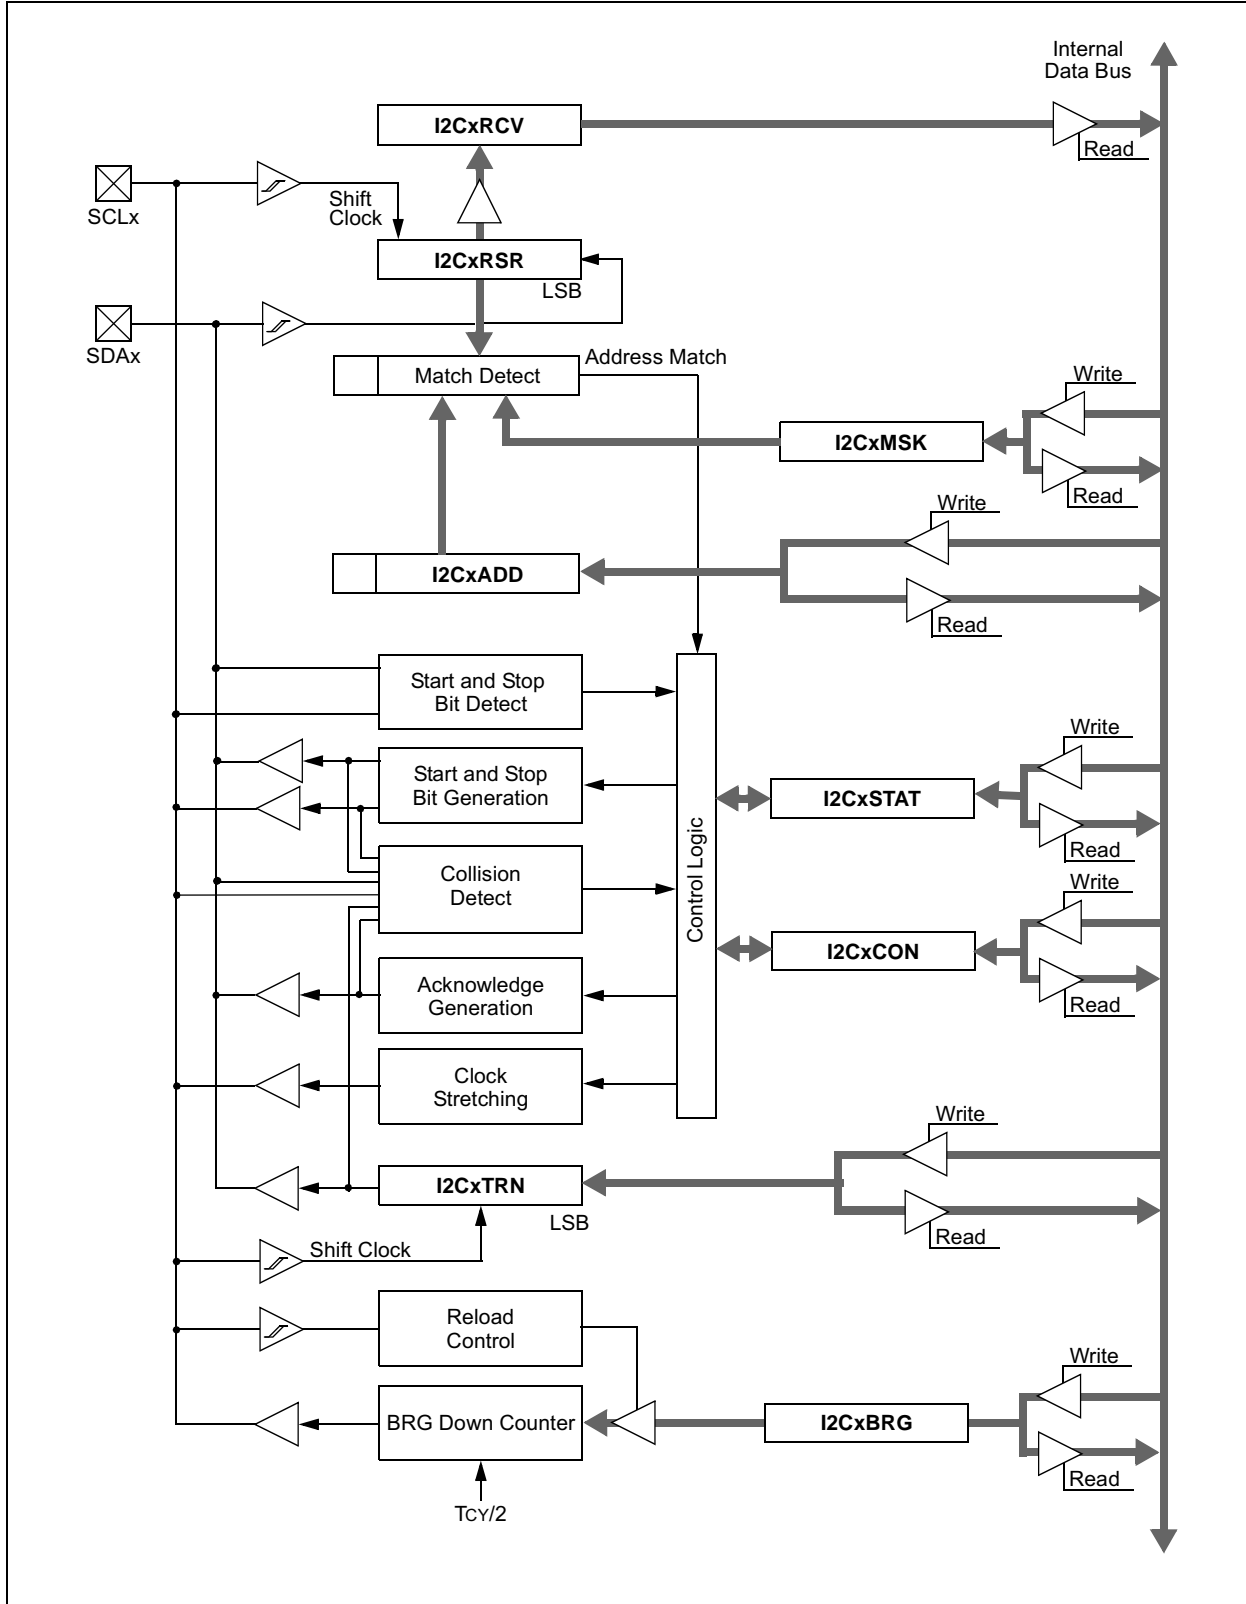 Internal
Data Bus
I2CxRCV
Read
Shift
Clock
SCLx
I2CxRSR
LSB
SDAx
Address Match
Match Detect
Write
I2CxMSK
Read
Write
I2CxADD
Read
Start and Stop
Bit Detect
Write
Start and Stop
Bit Generation
I2CxSTAT
Read
Control Logic
Collision
Detect
Write
I2CxCON
Read
Acknowledge
Generation
Clock
Stretching
Write
I2CxTRN
LSB
Read
Shift Clock
Reload
Control
Write
BRG Down Counter
I2CxBRG
Read
TCY/2